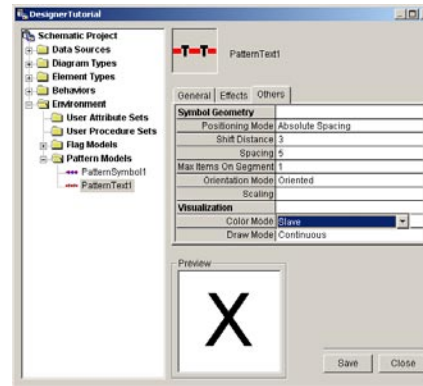 DesignerTutorial
Schematic Project
Data Sources
Diagram Types
Element Types
Behaviors
Environment
User Attribute Sets
User Procedure Sets
Flag Models
Pattern Models
PatternSymbol1
PatternText1
T T
PatternText1
General Effects Others
Symbol Geometry
Positioning Mode Absolute Spacing
Shift Distance 3
Spacing 5
Max Items On Segment 1
Orientation Mode Oriented
Scaling
Visualization
Color Mode Slave
Draw Mode Continuous
Preview
X
Save Close